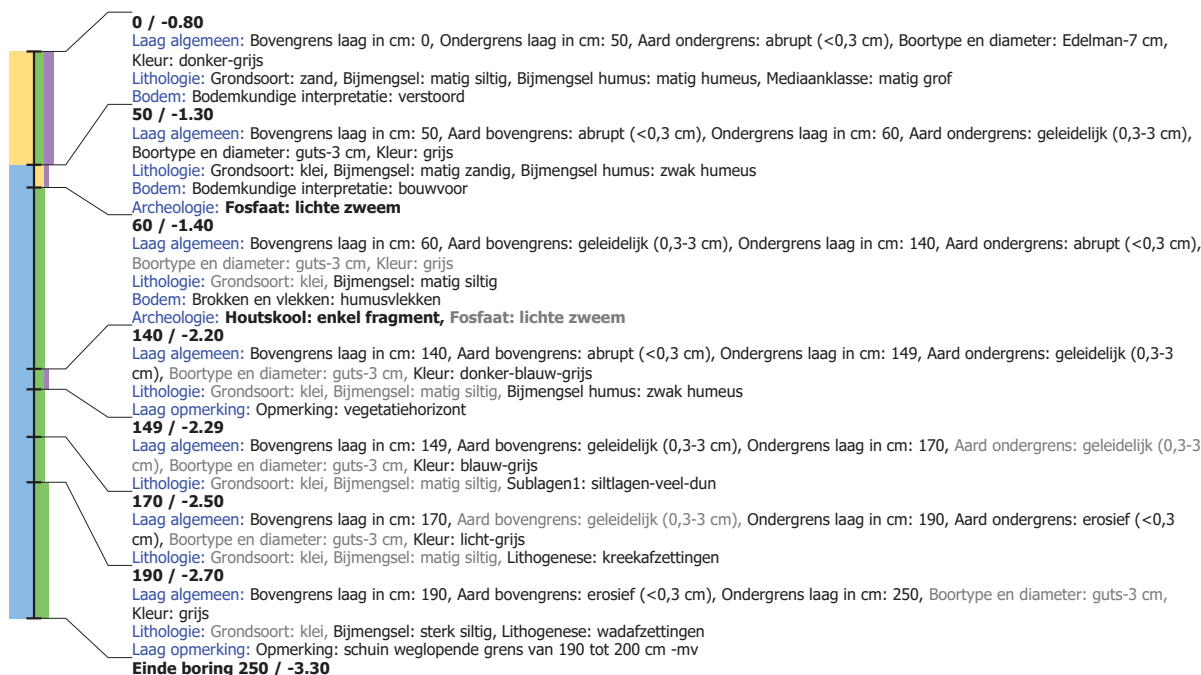 0 / -0.80
Laag algemeen: Bovengrens laag in cm: 0, Ondergrens laag in cm: 50, Aard ondergrens: abrupt (<0,3 cm), Boortype en diameter: Edelman-7 cm,
Kleur: donker-grijs
Lithologie: Grondsoort: zand, Bijmengsel: matig siltig, Bijmengsel humus: matig humeus, Mediaanklasse: matig grof
Bodem: Bodemkundige interpretatie: verstoord
50 / -1.30
Laag algemeen: Bovengrens laag in cm: 50, Aard bovengrens: abrupt (<0,3 cm), Ondergrens laag in cm: 60, Aard ondergrens: geleidelijk (0,3-3 cm),
Boortype en diameter: guts-3 cm, Kleur: grijs
Lithologie: Grondsoort: klei, Bijmengsel: matig zandig, Bijmengsel humus: zwak humeus
Bodem: Bodemkundige interpretatie: bouwvoor
Archeologie: Fosfaat: lichte zweem
60 / -1.40
Laag algemeen: Bovengrens laag in cm: 60, Aard bovengrens: geleidelijk (0,3-3 cm), Ondergrens laag in cm: 140, Aard ondergrens: abrupt (<0,3 cm),
Boortype en diameter: guts-3 cm, Kleur: grijs
Lithologie: Grondsoort: klei, Bijmengsel: matig siltig
Bodem: Brokken en vlekken: humusvlekken
Archeologie: Houtskool: enkel fragment, Fosfaat: lichte zweem
140 / -2.20
Laag algemeen: Bovengrens laag in cm: 140, Aard bovengrens: abrupt (<0,3 cm), Ondergrens laag in cm: 149, Aard ondergrens: geleidelijk (0,3-3
cm), Boortype en diameter: guts-3 cm, Kleur: donker-blauw-grijs
Lithologie: Grondsoort: klei, Bijmengsel: matig siltig, Bijmengsel humus: zwak humeus
Laag opmerking: Opmerking: vegetatiehorizont
149 / -2.29
Laag algemeen: Bovengrens laag in cm: 149, Aard bovengrens: geleidelijk (0,3-3 cm), Ondergrens laag in cm: 170, Aard ondergrens: geleidelijk (0,3-3
cm), Boortype en diameter: guts-3 cm, Kleur: blauw-grijs
Lithologie: Grondsoort: klei, Bijmengsel: matig siltig, Sublagen1: siltlagen-veel-dun
170 / -2.50
Laag algemeen: Bovengrens laag in cm: 170, Aard bovengrens: geleidelijk (0,3-3 cm), Ondergrens laag in cm: 190, Aard ondergrens: erosief (<0,3
cm), Boortype en diameter: guts-3 cm, Kleur: licht-grijs
Lithologie: Grondsoort: klei, Bijmengsel: matig siltig, Lithogenese: kreekafzettingen
190 / -2.70
Laag algemeen: Bovengrens laag in cm: 190, Aard bovengrens: erosief (<0,3 cm), Ondergrens laag in cm: 250, Boortype en diameter: guts-3 cm,
Kleur: grijs
Lithologie: Grondsoort: klei, Bijmengsel: sterk siltig, Lithogenese: wadafzettingen
Laag opmerking: Opmerking: schuin weglopende grens van 190 tot 200 cm -mv
Einde boring 250 / -3.30